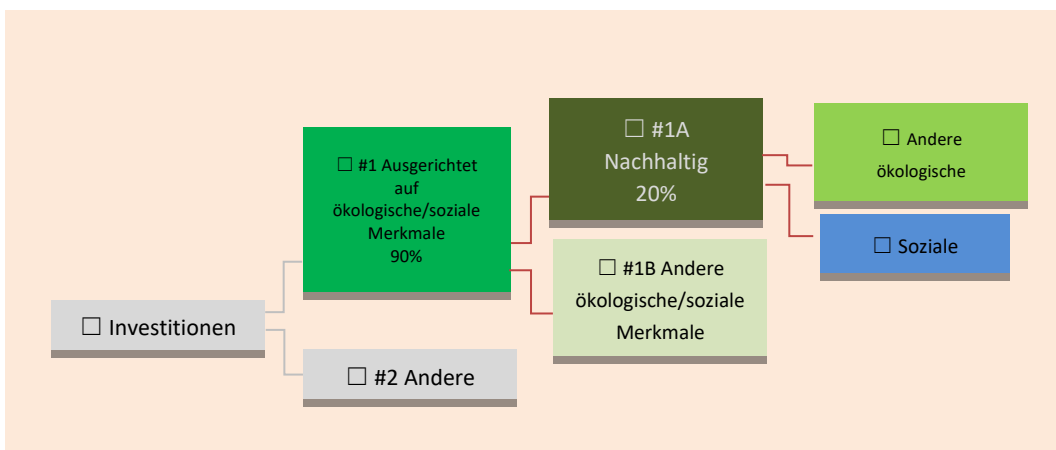 ☐ Investitionen
☐ #1 Ausgerichtet
auf
ökologische/soziale
Merkmale
90%
☐ #2 Andere
☐ #1A
Nachhaltig
20%
☐ #1B Andere
ökologische/soziale
Merkmale
☐ Andere
ökologische
☐ Soziale